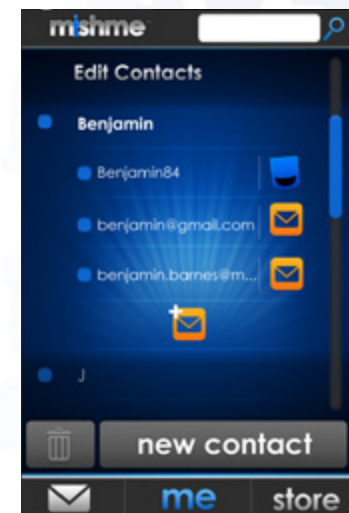 mishme
Edit Contacts
Benjamin
Benjamin84
benjamin@gmail.com
benjamin.barnes@m...
J
new contact
me
store